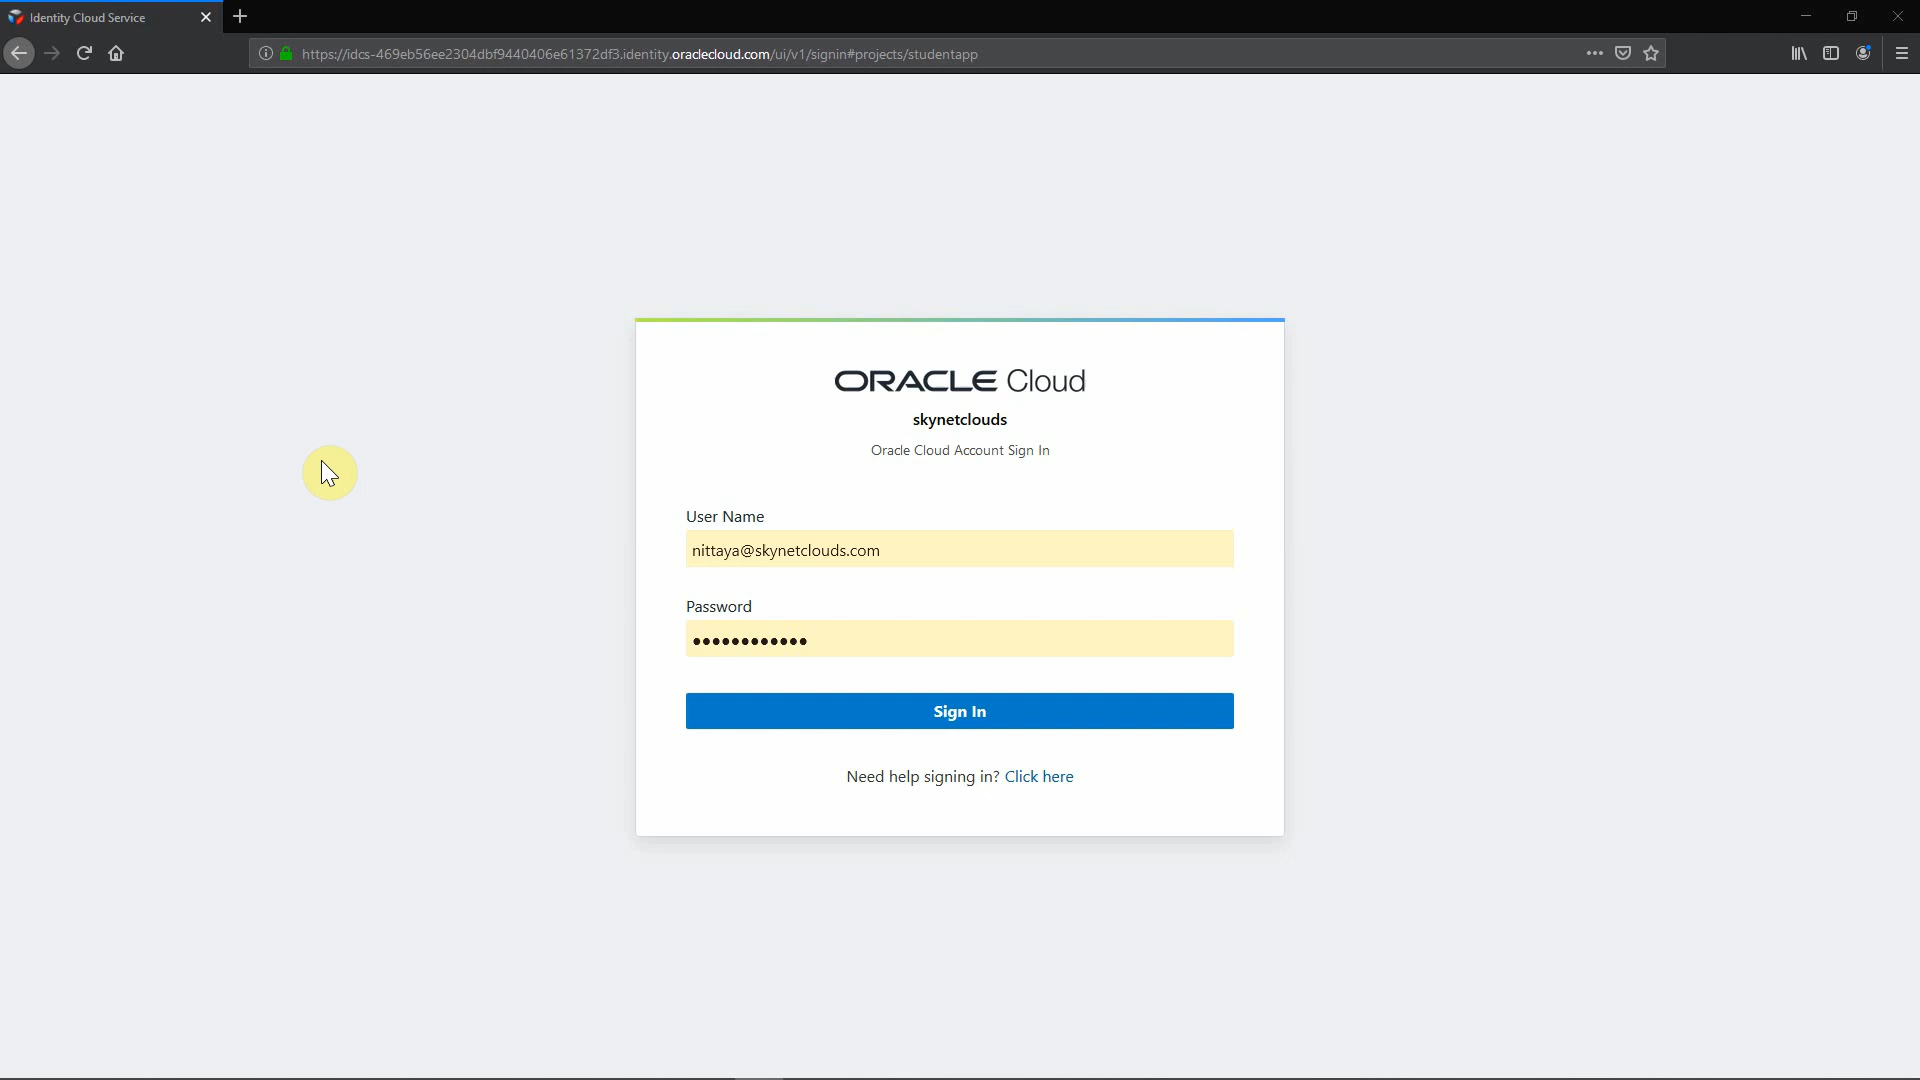 Identity Cloud Service
https://idcs-469eb56ee2304dbf9440406e61372df3.identity.oraclecloud.com/ui/v1/signin#projects/studentapp
ORACLE Cloud
skynetclouds
Oracle Cloud Account Sign In
User Name
nittaya@skynetclouds.com
Password
Sign In
Need help signing in? Click here